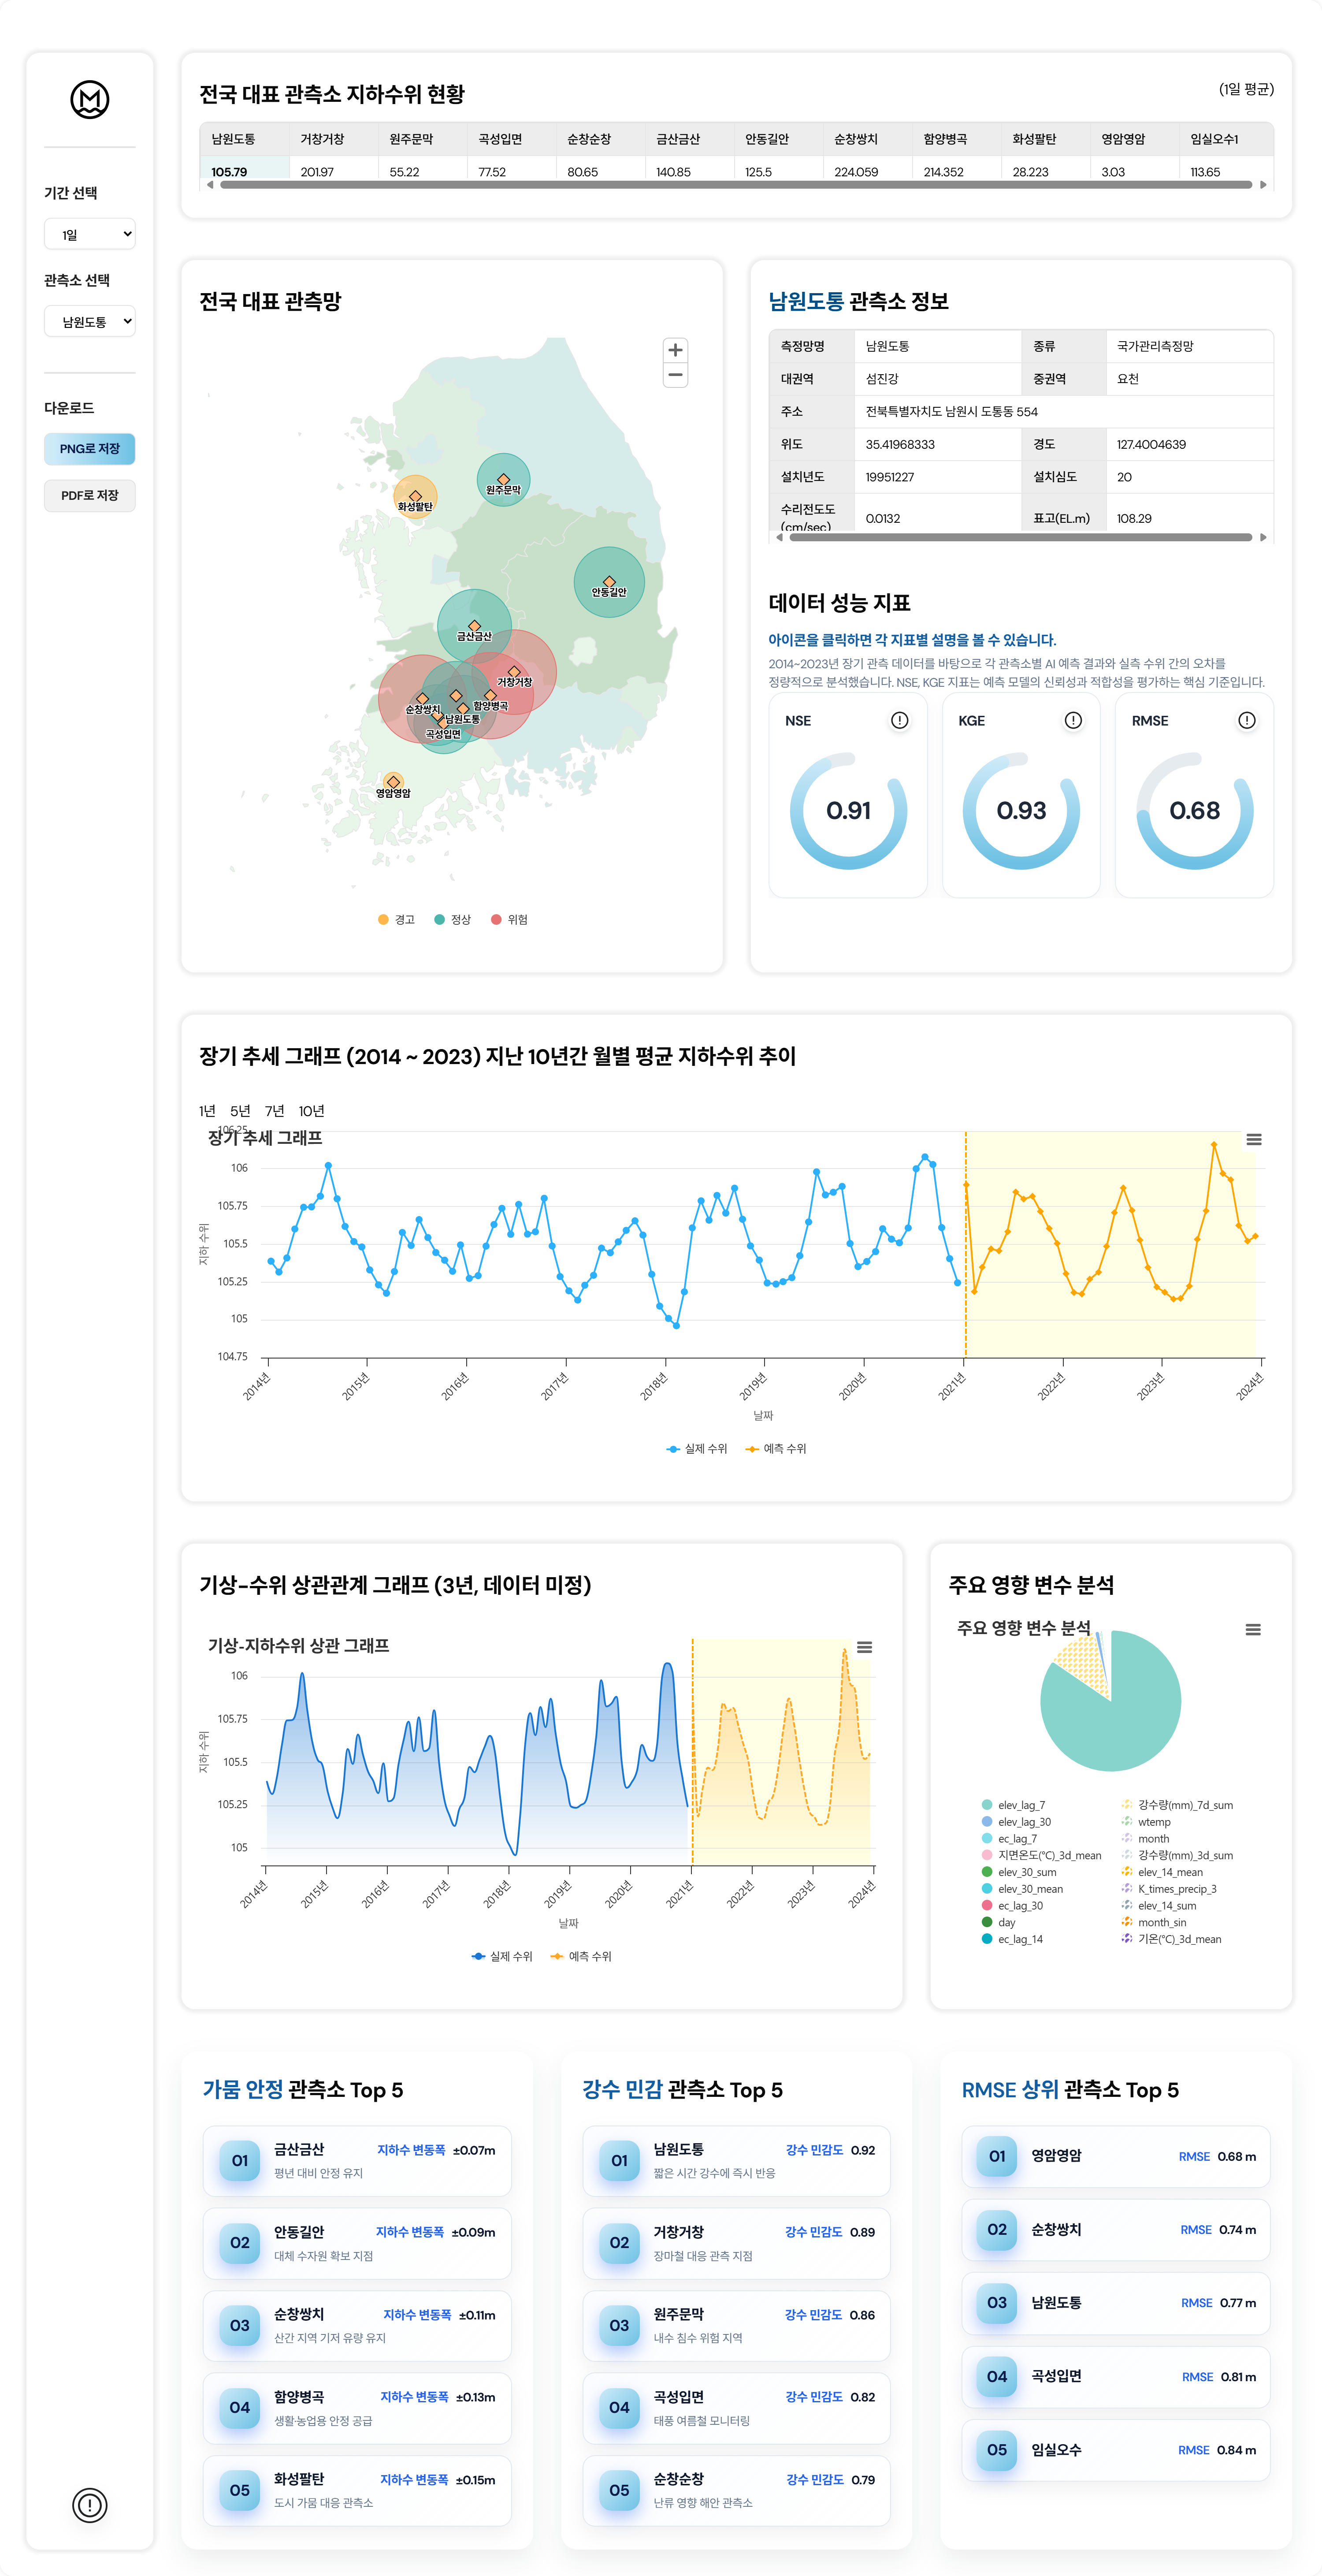 기간 선택
1일
관측소 선택
남원도통
다운로드
PNG로 저장
PDF로 저장
전국 대표 관측소 지하수위 현황
(1일 평균)
남원도통 거창거창 원주문막 곡성입면 순창순창 금산금산 안동길안 순창쌍치 함양병곡 화성팔탄 영암영암 임실오수1
105.79 201.97 55.22 77.52 80.65 140.85 125.5 224.059 214.352 28.223 3.03 113.65
전국 대표 관측망
+
−
원주문막
화성팔탄
안동길안
금산금산
거창거창
함양병곡
순창쌍치
남원도통
곡성입면
영암영암
경고 정상 위험
남원도통 관측소 정보
측정망명 남원도통 종류 국가관리측정망
대권역 섬진강 중권역 요천
주소 전북특별자치도 남원시 도통동 554
위도 35.41968333 경도 127.4004639
설치년도 19951227 설치심도 20
수리전도도
(cm/sec) 0.0132 표고(EL.m) 108.29
데이터 성능 지표
아이콘을 클릭하면 각 지표별 설명을 볼 수 있습니다.
2014~2023년 장기 관측 데이터를 바탕으로 각 관측소별 AI 예측 결과와 실측 수위 간의 오차를
정량적으로 분석했습니다. NSE, KGE 지표는 예측 모델의 신뢰성과 적합성을 평가하는 핵심 기준입니다.
NSE
0.91
KGE
0.93
RMSE
0.68
장기 추세 그래프 (2014 ~ 2023) 지난 10년간 월별 평균 지하수위 추이
1년 5년 7년 10년
장기 추세 그래프
106.25
106
105.75
105.5
105.25
105
104.75
지하 수위
2014년 2015년 2016년 2017년 2018년 2019년 2020년 2021년 2022년 2023년 2024년
날짜
실제 수위 예측 수위
기상-수위 상관관계 그래프 (3년, 데이터 미정)
기상-지하수위 상관 그래프
106
105.75
105.5
105.25
105
지하 수위
2014년 2015년 2016년 2017년 2018년 2019년 2020년 2021년 2022년 2023년 2024년
날짜
실제 수위 예측 수위
주요 영향 변수 분석
주요 영향 변수 분석
elev_lag_7 강수량(mm)_7d_sum
elev_lag_30 wtemp
ec_lag_7 month
지면온도(°C)_3d_mean 강수량(mm)_3d_sum
elev_30_sum elev_14_mean
elev_30_mean K_times_precip_3
ec_lag_30 elev_14_sum
day month_sin
ec_lag_14 기온(°C)_3d_mean
가뭄 안정 관측소 Top 5
01 금산금산 지하수 변동폭 ±0.07m
평년 대비 안정 유지
02 안동길안 지하수 변동폭 ±0.09m
대체 수자원 확보 지점
03 순창쌍치 지하수 변동폭 ±0.11m
산간 지역 기저 유량 유지
04 함양병곡 지하수 변동폭 ±0.13m
생활·농업용 안정 공급
05 화성팔탄 지하수 변동폭 ±0.15m
도시 가뭄 대응 관측소
강수 민감 관측소 Top 5
01 남원도통 강수 민감도 0.92
짧은 시간 강수에 즉시 반응
02 거창거창 강수 민감도 0.89
장마철 대응 관측 지점
03 원주문막 강수 민감도 0.86
내수 침수 위험 지역
04 곡성입면 강수 민감도 0.82
태풍 여름철 모니터링
05 순창순창 강수 민감도 0.79
난류 영향 해안 관측소
RMSE 상위 관측소 Top 5
01 영암영암 RMSE 0.68 m
02 순창쌍치 RMSE 0.74 m
03 남원도통 RMSE 0.77 m
04 곡성입면 RMSE 0.81 m
05 임실오수 RMSE 0.84 m